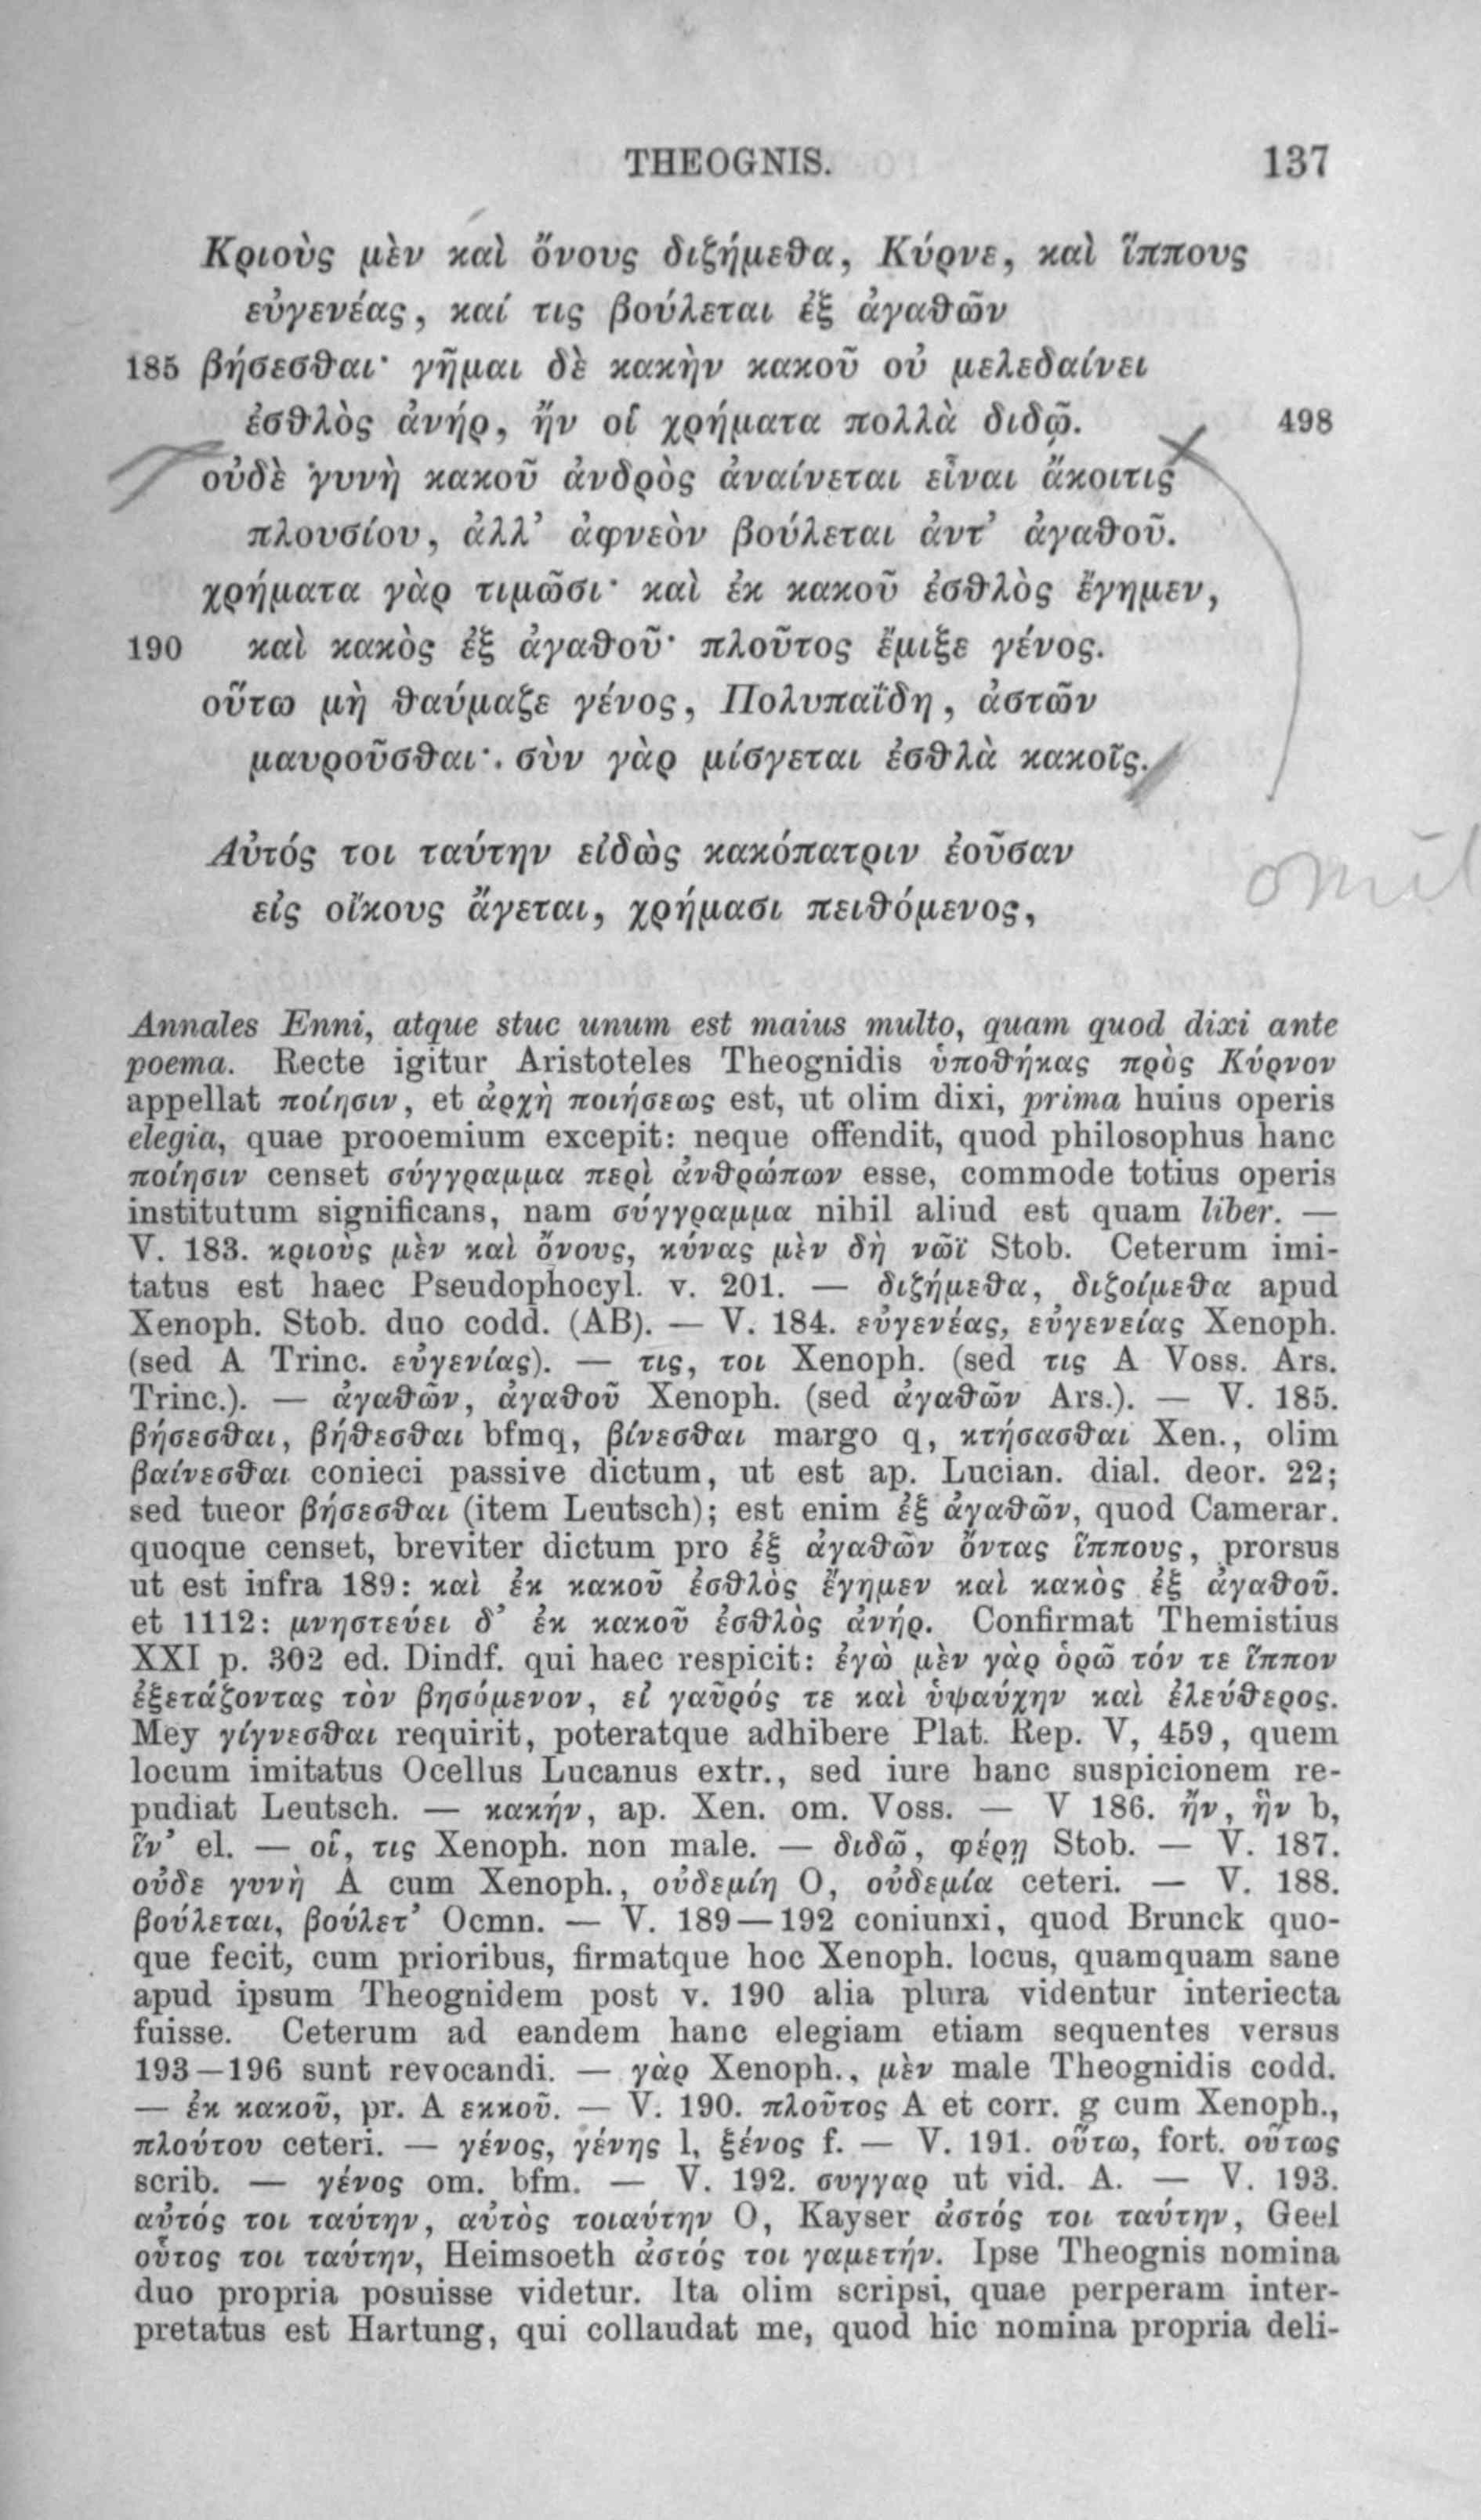 THEOGNIS. 137
Κριοὺς μὲν καὶ ὄνους διζήμεθα, Κύρνε, καὶ ἵππους
εὐγενέας, καί τις βούλεται ἐξ ἀγαθῶν
185 βήσεσθαι· γῆμαι δὲ κακὴν κακοῦ οὐ μελεδαίνει
ἐσθλὸς ἀνήρ, ἤν οἱ χρήματα πολλὰ διδῷ. 498
οὐδὲ γυνὴ κακοῦ ἀνδρὸς ἀναίνεται εἶναι ἄκοιτις
πλουσίου, ἀλλ’ ἀφνεὸν βούλεται ἀντ’ ἀγαθοῦ.
χρήματα γὰρ τιμῶσι· καὶ ἐκ κακοῦ ἐσθλὸς ἔγημεν,
190 καὶ κακὸς ἐξ ἀγαθοῦ· πλοῦτος ἔμιξε γένος.
οὕτω μὴ θαύμαζε γένος, Πολυπαΐδη, ἀστῶν
μαυροῦσθαι· σὺν γὰρ μίσγεται ἐσθλὰ κακοῖς.
Αὐτός τοι ταύτην εἰδὼς κακόπατριν ἐοῦσαν
εἰς οἴκους ἄγεται, χρήμασι πειθόμενος,
Annales Enni, atque stuc unum est maius multo, quam quod dixi ante
poema. Recte igitur Aristoteles Theognidis ὑποθήκας πρὸς Κύρνον
appellat ποίησιν, et ἀρχὴ ποιήσεως est, ut olim dixi, prima huius operis
elegia, quae prooemium excepit: neque offendit, quod philosophus hanc
ποίησιν censet σύγγραμμα περὶ ἀνθρώπων esse, commode totius operis
institutum significans, nam σύγγραμμα nihil aliud est quam liber. —
V. 183. κριοὺς μὲν καὶ ὄνους, κύνας μὲν δὴ νῶϊ Stob. Ceterum imi-
tatus est haec Pseudophocyl. v. 201. — διζήμεθα, διζοίμεθα apud
Xenoph. Stob. duo codd. (AB). — V. 184. εὐγενέας, εὐγενείας Xenoph.
(sed A Trinc. εὐγενίας). — τις, τοι Xenoph. (sed τις A Voss. Ars.
Trinc.). — ἀγαθῶν, ἀγαθοῦ Xenoph. (sed ἀγαθῶν Ars.). — V. 185.
βήσεσθαι, βήθεσθαι bfmq, βίνεσθαι margo q, κτήσασθαι Xen., olim
βαίνεσθαι conieci passive dictum, ut est ap. Lucian. dial. deor. 22;
sed tueor βήσεσθαι (item Leutsch); est enim ἐξ ἀγαθῶν, quod Camerar.
quoque censet, breviter dictum pro ἐξ ἀγαθῶν ὄντας ἵππους, prorsus
ut est infra 189: καὶ ἐκ κακοῦ ἐσθλὸς ἔγημεν καὶ κακὸς ἐξ ἀγαθοῦ.
et 1112: μνηστεύει δ’ ἐκ κακοῦ ἐσθλὸς ἀνήρ. Confirmat Themistius
XXI p. 302 ed. Dindf. qui haec respicit: ἐγὼ μὲν γὰρ ὁρῶ τόν τε ἵππον
ἐξετάζοντας τὸν βησόμενον, εἰ γαῦρός τε καὶ ὑψαύχην καὶ ἐλεύθερος.
Mey γίγνεσθαι requirit, poteratque adhibere Plat. Rep. V, 459, quem
locum imitatus Ocellus Lucanus extr., sed iure hanc suspicionem re-
pudiat Leutsch. — κακήν, ap. Xen. om. Voss. — V 186. ἤν, ἢν b,
ἵν’ el. — οἷ, τις Xenoph. non male. — διδῶ, φέρῃ Stob. — V. 187.
οὐδε γυνὴ A cum Xenoph., οὐδεμίη O, οὐδεμία ceteri. — V. 188.
βούλεται, βούλετ’ Ocmn. — V. 189—192 coniunxi, quod Brunck quo-
que fecit, cum prioribus, firmatque hoc Xenoph. locus, quamquam sane
apud ipsum Theognidem post v. 190 alia plura videntur interiecta
fuisse. Ceterum ad eandem hanc elegiam etiam sequentes versus
193—196 sunt revocandi. — γὰρ Xenoph., μὲν male Theognidis codd.
— ἐκ κακοῦ, pr. A εκκοῦ. — V. 190. πλοῦτος A et corr. g cum Xenoph.,
πλούτου ceteri. — γένος, γένης l, ξένος f. — V. 191. οὕτω, fort. οὕτως
scrib. — γένος om. bfm. — V. 192. συγγαρ ut vid. A. — V. 193.
αὐτός τοι ταύτην, αὐτὸς τοιαύτην O, Kayser ἀστός τοι ταύτην, Geel
οὗτος τοι ταύτην, Heimsoeth ἀστός τοι γαμετήν. Ipse Theognis nomina
duo propria posuisse videtur. Ita olim scripsi, quae perperam inter-
pretatus est Hartung, qui collaudat me, quod hic nomina propria deli-